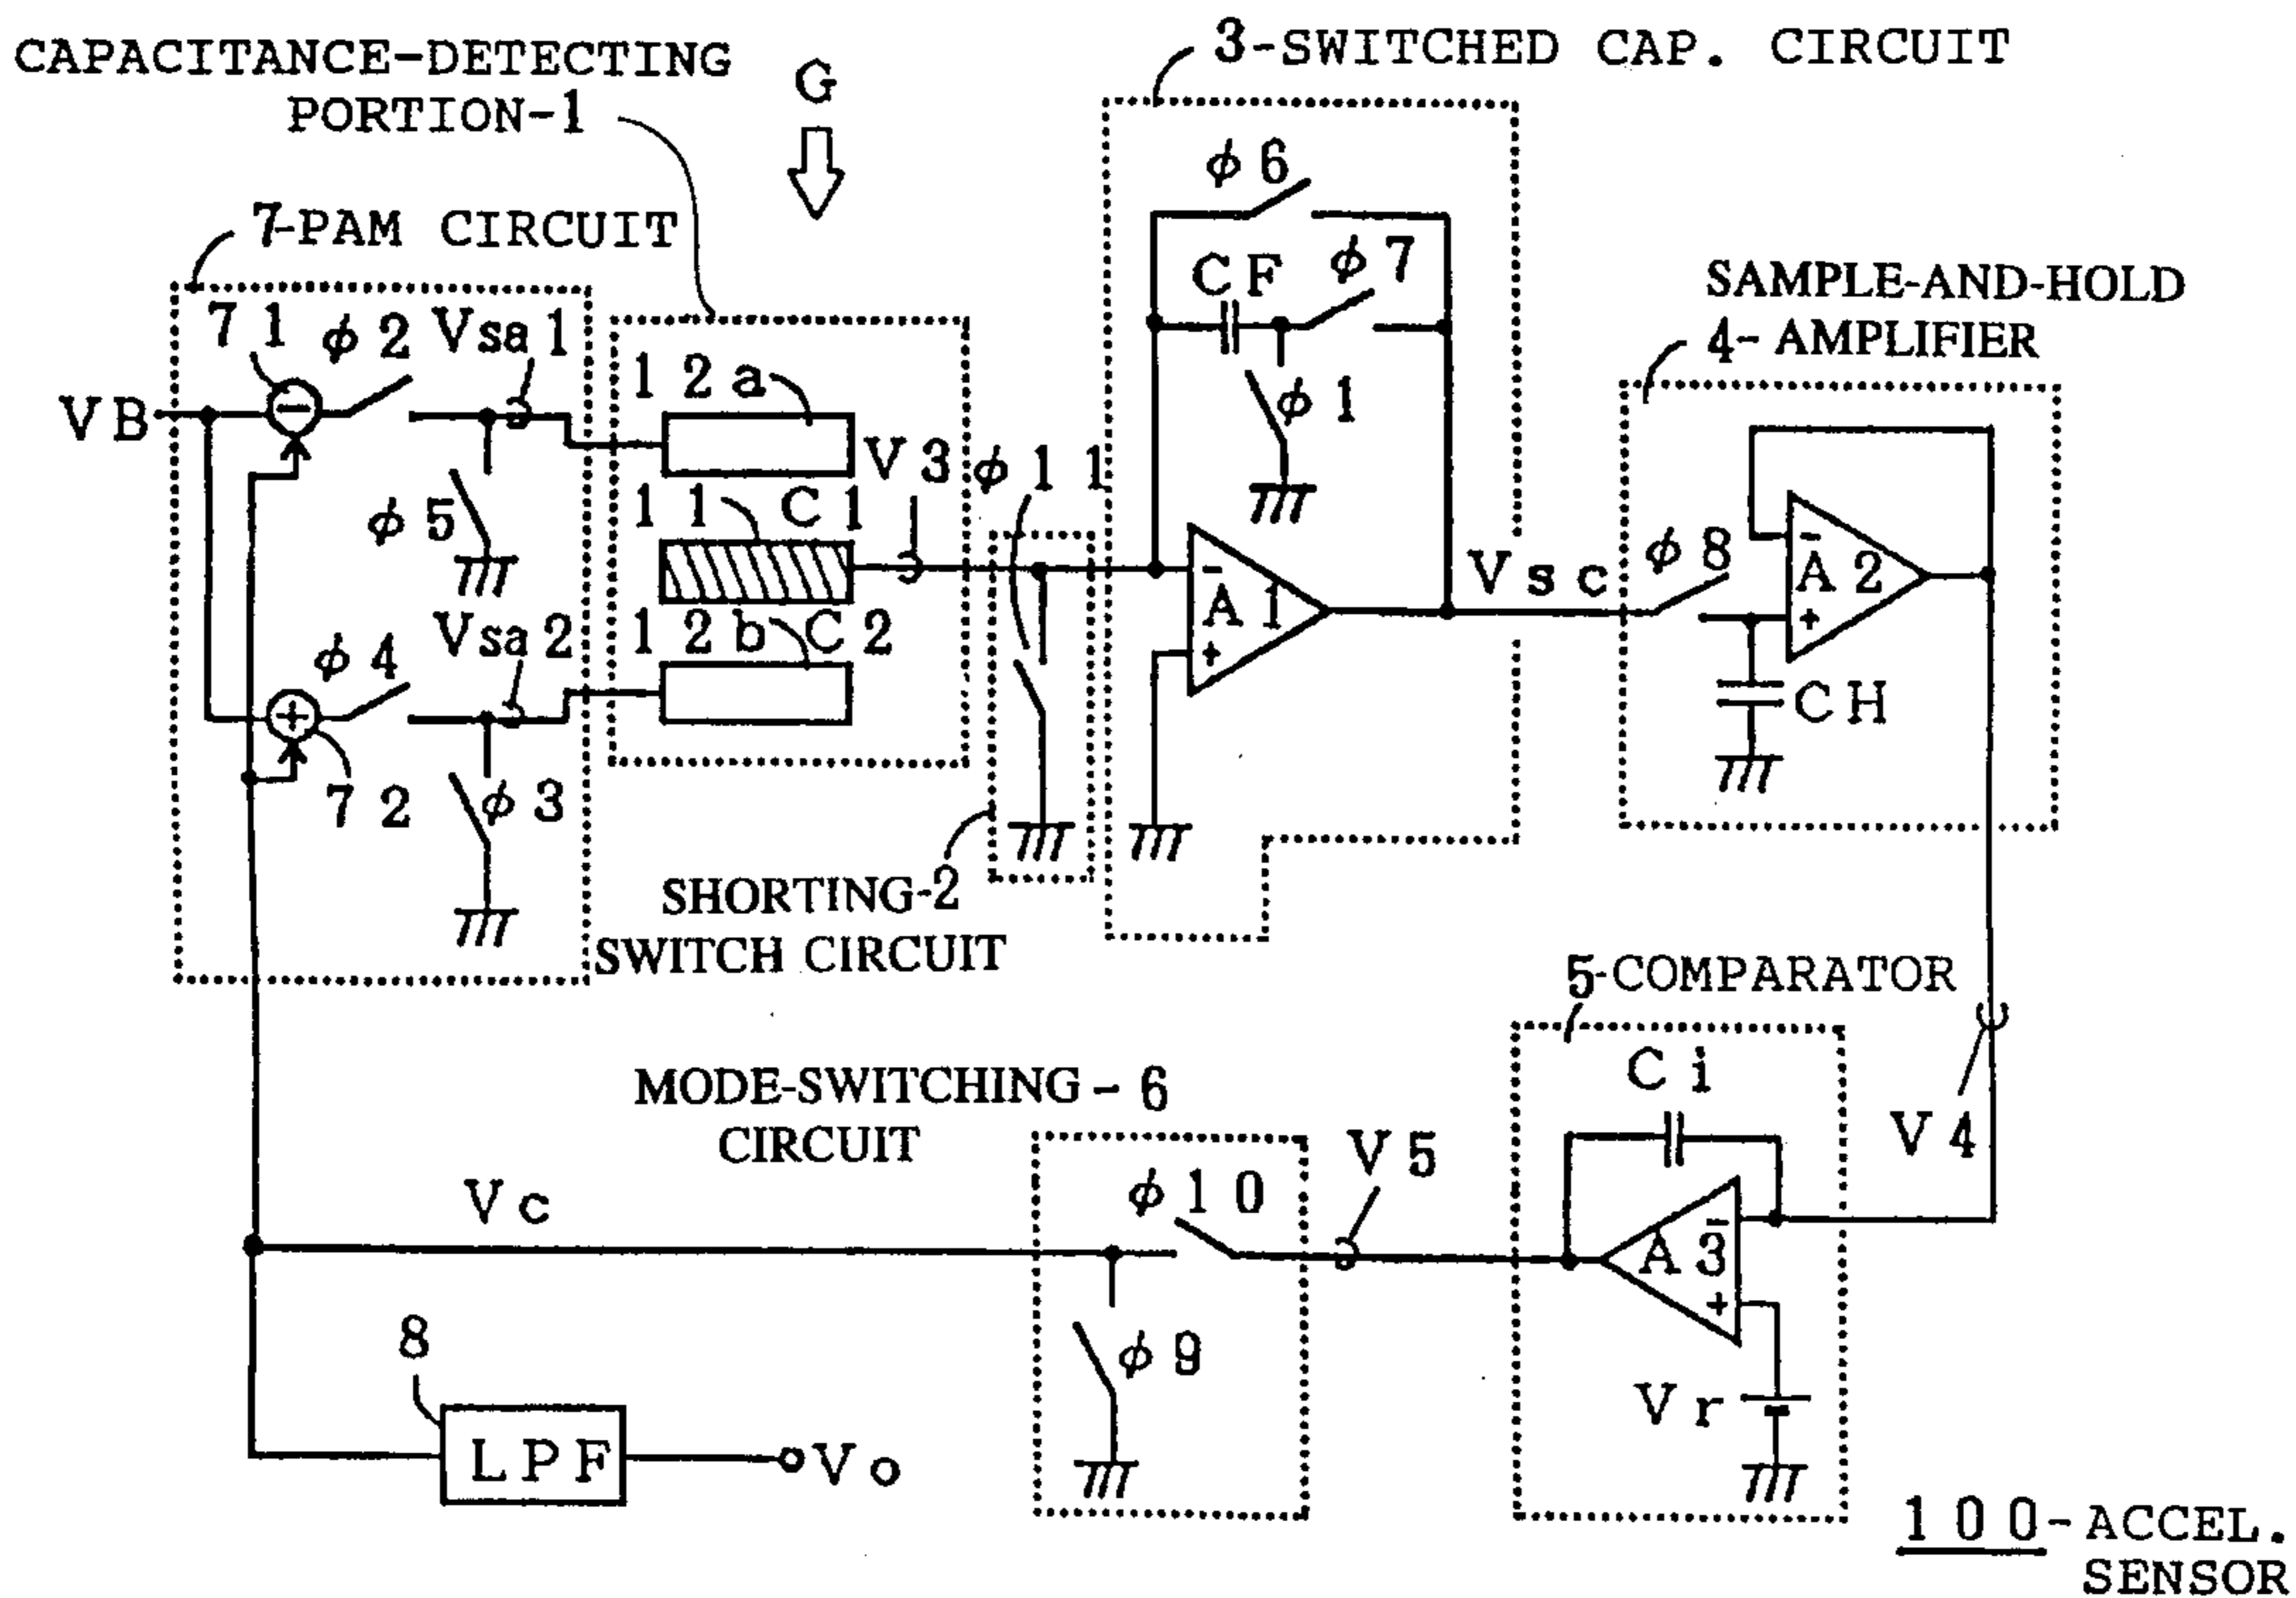 CAPACITANCE-DETECTING
PORTION-1
G
3-SWITCHED CAP. CIRCUIT
7-PAM CIRCUIT
SAMPLE-AND-HOLD
4- AMPLIFIER
71
ϕ2
Vsa1
VB
ϕ5
12a
V3
11
C1
12b
C2
ϕ11
ϕ6
CF
ϕ7
ϕ1
A1
Vsc
ϕ8
A2
CH
ϕ4
Vsa2
72
ϕ3
SHORTING-2
SWITCH CIRCUIT
5-COMPARATOR
Ci
V4
A3
Vr
MODE-SWITCHING-6
CIRCUIT
V5
ϕ10
ϕ9
Vc
8
LPF
Vo
100-ACCEL.
SENSOR